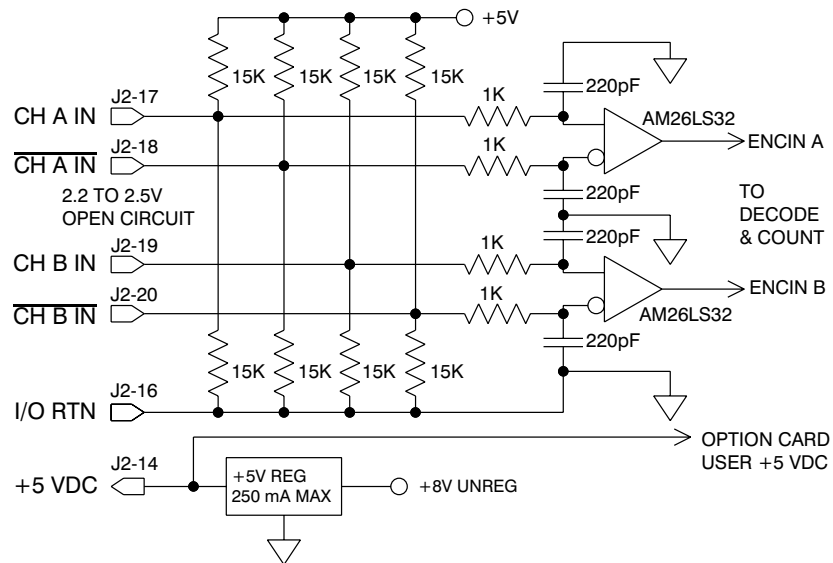 +5V
15K 15K 15K 15K
220pF
J2-17
CH A IN
1K
AM26LS32
ENCIN A
J2-18
CH A IN
1K
2.2 TO 2.5V
OPEN CIRCUIT
220pF
TO
DECODE
& COUNT
220pF
J2-19
CH B IN
1K
J2-20
CH B IN
1K
ENCIN B
AM26LS32
220pF
15K 15K 15K 15K
J2-16
I/O RTN
OPTION CARD
USER +5 VDC
J2-14
+5 VDC
+5V REG
250 mA MAX
+8V UNREG